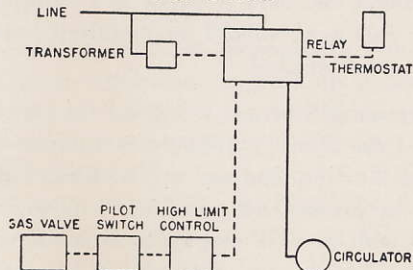 LINE
TRANSFORMER
RELAY
THERMOSTAT
GAS VALVE
PILOT
SWITCH
HIGH LIMIT
CONTROL
CIRCULATOR